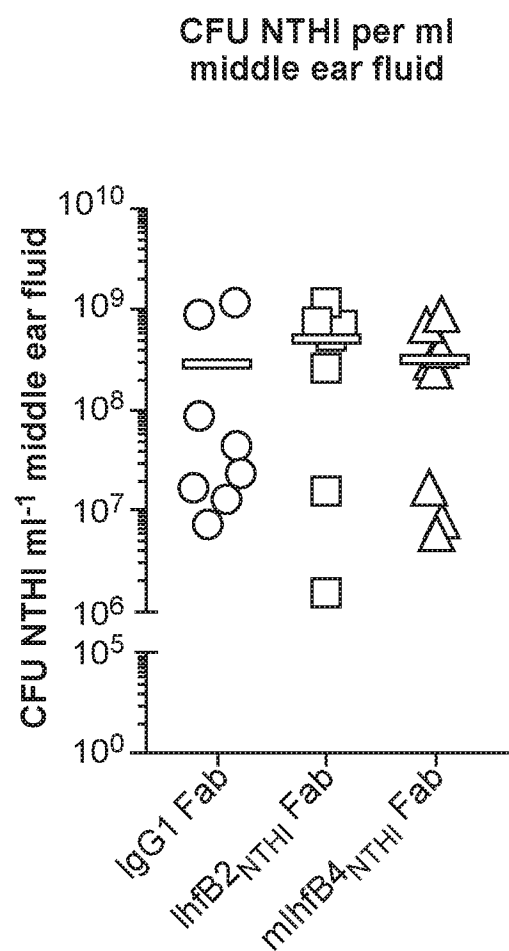 CFU NTHI per ml
middle ear fluid
CFU NTHI ml⁻¹ middle ear fluid
10¹⁰
10⁹
10⁸
10⁷
10⁶
10⁵
10⁰
IgG1 Fab
IhfB2NTHI Fab
mIhfB4NTHI Fab